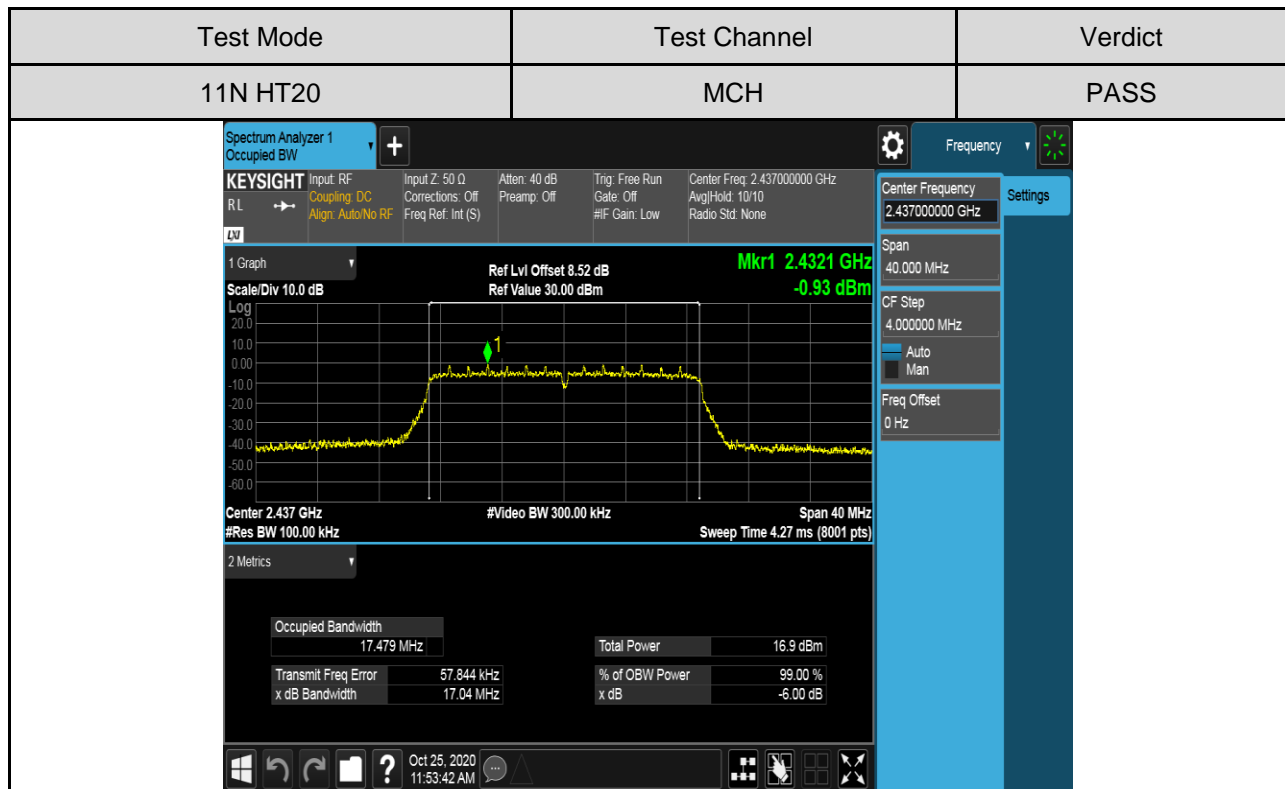 Test Mode Test Channel Verdict
11N HT20 MCH PASS
Spectrum Analyzer 1
Occupied BW
+
Frequency
KEYSIGHT Input: RF Input Z: 50 Ω Atten: 40 dB Trig: Free Run Center Freq: 2.437000000 GHz
RL Coupling: DC Corrections: Off Preamp: Off Gate: Off Avg|Hold: 10/10
Align: Auto/No RF Freq Ref: Int (S) #IF Gain: Low Radio Std: None
LXI
Center Frequency
2.437000000 GHz
Settings
Span
40.000 MHz
CF Step
4.000000 MHz
Auto
Man
Freq Offset
0 Hz
1 Graph Ref Lvl Offset 8.52 dB Mkr1 2.4321 GHz
Scale/Div 10.0 dB Ref Value 30.00 dBm -0.93 dBm
Log
20.0
10.0
0.00
-10.0
-20.0
-30.0
-40.0
-50.0
-60.0
1
Center 2.437 GHz #Video BW 300.00 kHz Span 40 MHz
#Res BW 100.00 kHz Sweep Time 4.27 ms (8001 pts)
2 Metrics
Occupied Bandwidth
17.479 MHz Total Power 16.9 dBm
Transmit Freq Error 57.844 kHz % of OBW Power 99.00 %
x dB Bandwidth 17.04 MHz x dB -6.00 dB
? Oct 25, 2020
11:53:42 AM